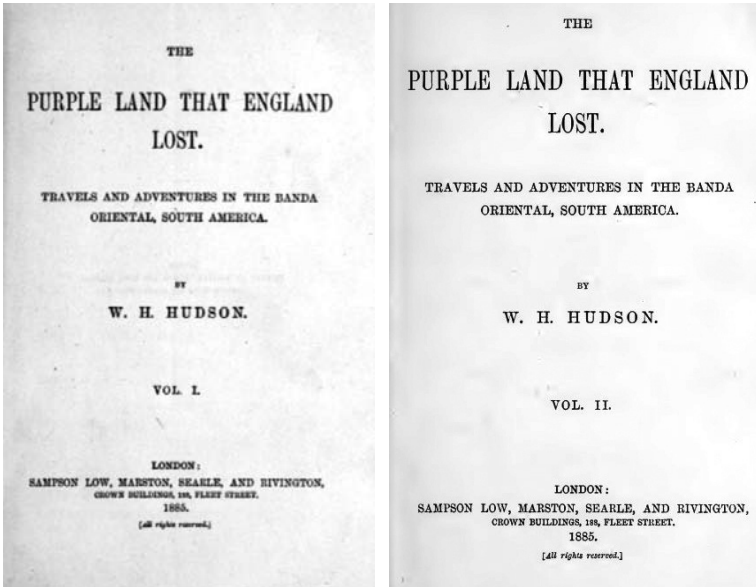 THE
PURPLE LAND THAT ENGLAND
LOST.
TRAVELS AND ADVENTURES IN THE BANDA
ORIENTAL, SOUTH AMERICA.
BY
W. H. HUDSON.
VOL. I.
LONDON:
SAMPSON LOW, MARSTON, SEARLE, AND RIVINGTON,
CROWN BUILDINGS, 188, FLEET STREET.
1885.
[All rights reserved.]
THE
PURPLE LAND THAT ENGLAND
LOST.
TRAVELS AND ADVENTURES IN THE BANDA
ORIENTAL, SOUTH AMERICA.
BY
W. H. HUDSON.
VOL. II.
LONDON:
SAMPSON LOW, MARSTON, SEARLE, AND RIVINGTON,
CROWN BUILDINGS, 188, FLEET STREET.
1885.
[All rights reserved.]